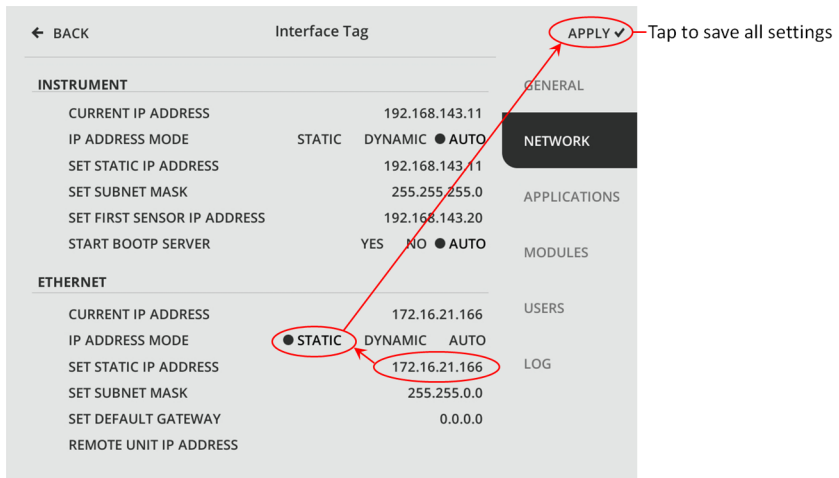 BACK Interface Tag APPLY ✔ Tap to save all settings
INSTRUMENT
GENERAL
CURRENT IP ADDRESS 192.168.143.11
IP ADDRESS MODE STATIC DYNAMIC AUTO
NETWORK
SET STATIC IP ADDRESS 192.168.143.11
SET SUBNET MASK 255.255.255.0
APPLICATIONS
SET FIRST SENSOR IP ADDRESS 192.168.143.20
START BOOTP SERVER YES NO AUTO
MODULES
ETHERNET
CURRENT IP ADDRESS 172.16.21.166
USERS
IP ADDRESS MODE STATIC DYNAMIC AUTO
SET STATIC IP ADDRESS 172.16.21.166
LOG
SET SUBNET MASK 255.255.0.0
SET DEFAULT GATEWAY 0.0.0.0
REMOTE UNIT IP ADDRESS